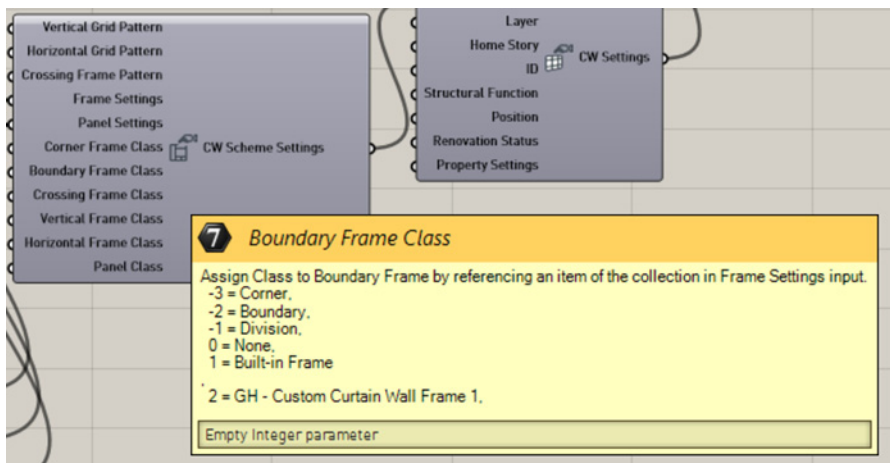 Vertical Grid Pattern
Horizontal Grid Pattern
Crossing Frame Pattern
Frame Settings
Panel Settings
Corner Frame Class
Boundary Frame Class
Crossing Frame Class
Vertical Frame Class
Horizontal Frame Class
Panel Class
CW Scheme Settings
Layer
Home Story
ID
Structural Function
Position
Renovation Status
Property Settings
CW Settings
7 Boundary Frame Class
Assign Class to Boundary Frame by referencing an item of the collection in Frame Settings input.
-3 = Corner,
-2 = Boundary,
-1 = Division,
0 = None,
1 = Built-in Frame
,
2 = GH - Custom Curtain Wall Frame 1,
Empty Integer parameter